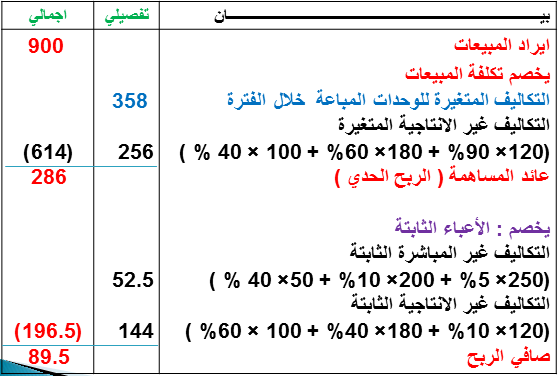 بيـــــــــان تفصيلي اجمالي
ايراد المبيعات 900
يخصم تكلفة المبيعات
التكاليف المتغيرة للوحدات المباعة خلال الفترة 358
التكاليف غير الانتاجية المتغيرة
(120× 90% + 180× 60% + 100 × 40 % ) 256 (614)
عائد المساهمة ( الربح الحدي ) 286
يخصم : الأعباء الثابتة
التكاليف غير المباشرة الثابتة
(250× 5% + 200× 10% + 50× 40 % ) 52.5
التكاليف غير الانتاجية الثابتة
(120× 10% + 180× 40% + 100 × 60% ) 144 (196.5)
صافي الربح 89.5